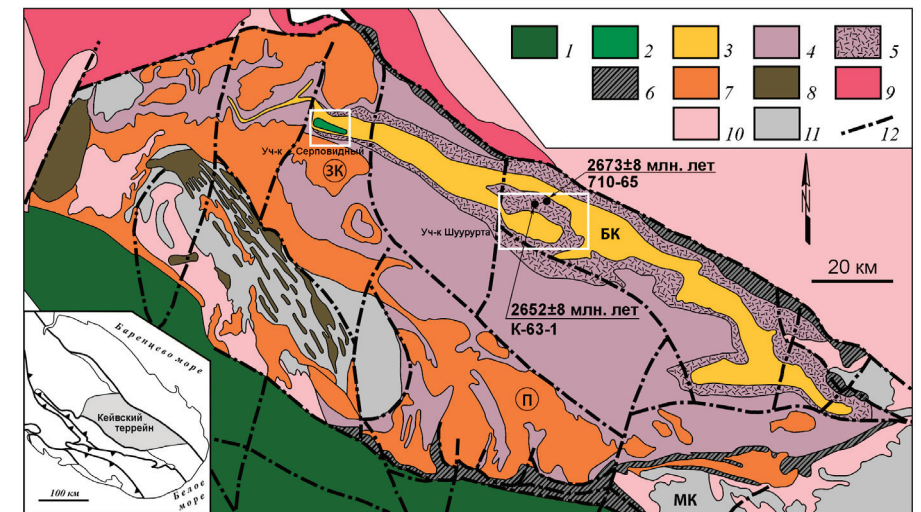 1
2
3
4
5
6
7
8
9
10
11
12
Уч-к Серповидный
ЗК
2673±8 млн. лет
710-65
N
Уч-к Шуурурта
БК
20 км
2652±8 млн. лет
К-63-1
Баренцево море
Кейвский
террейн
П
100 км
Белое
море
МК